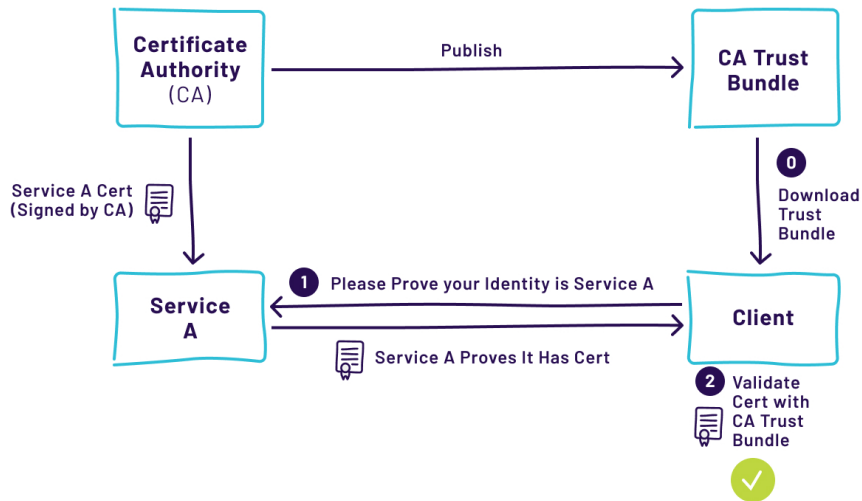 Certificate
Authority
(CA)
Publish
CA Trust
Bundle
Service A Cert
(Signed by CA)
0
Download
Trust
Bundle
1
Please Prove your Identity is Service A
Service
A
Client
Service A Proves It Has Cert
2
Validate
Cert with
CA Trust
Bundle